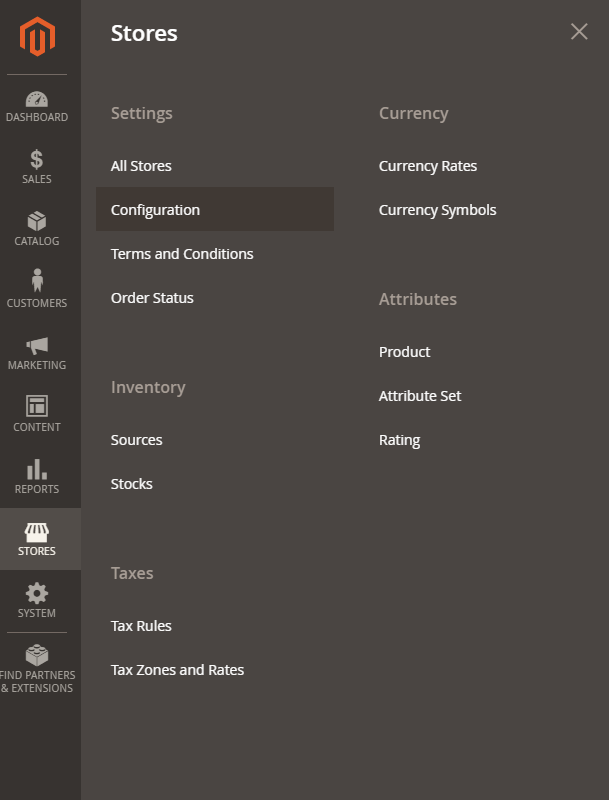 DASHBOARD
SALES
CATALOG
CUSTOMERS
MARKETING
CONTENT
REPORTS
STORES
SYSTEM
FIND PARTNERS
& EXTENSIONS
Stores
Settings
All Stores
Configuration
Terms and Conditions
Order Status
Inventory
Sources
Stocks
Taxes
Tax Rules
Tax Zones and Rates
Currency
Currency Rates
Currency Symbols
Attributes
Product
Attribute Set
Rating